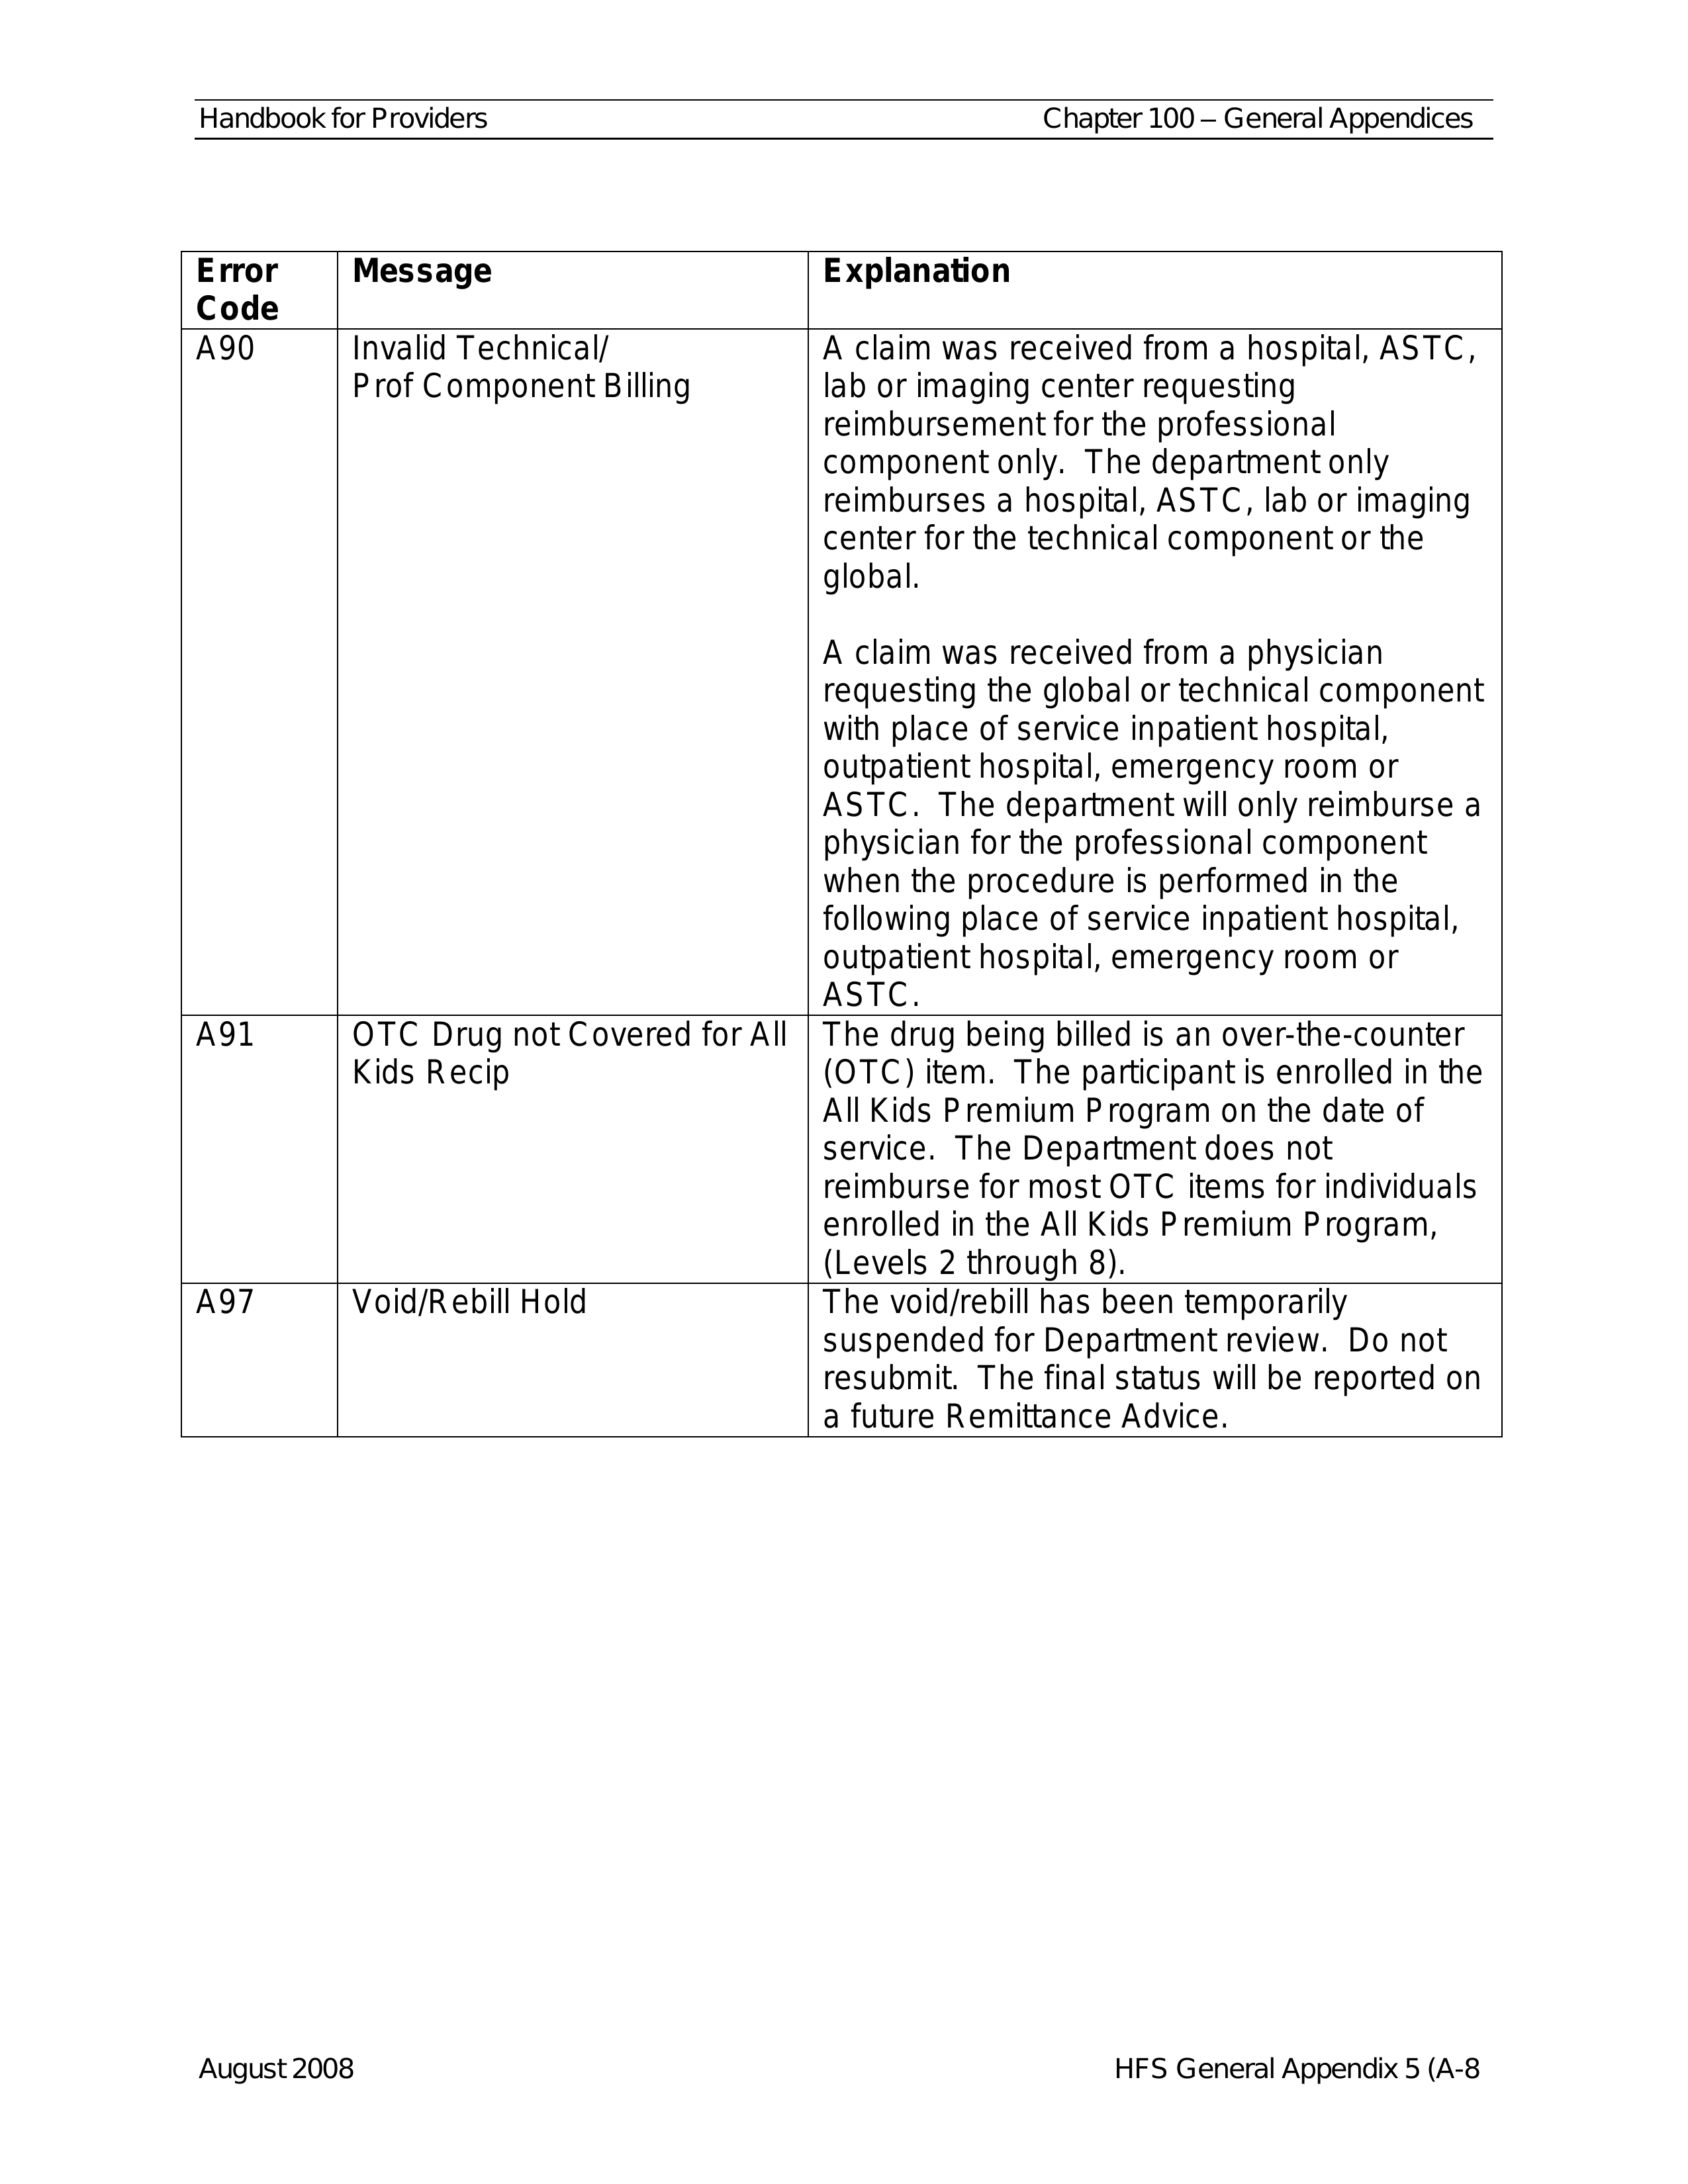 Handbook for Providers Chapter 100 – General Appendices
Error
Code
Message
Explanation
A90
Invalid Technical/
Prof Component Billing
A claim was received from a hospital, ASTC,
lab or imaging center requesting
reimbursement for the professional
component only. The department only
reimburses a hospital, ASTC, lab or imaging
center for the technical component or the
global.
A claim was received from a physician
requesting the global or technical component
with place of service inpatient hospital,
outpatient hospital, emergency room or
ASTC. The department will only reimburse a
physician for the professional component
when the procedure is performed in the
following place of service inpatient hospital,
outpatient hospital, emergency room or
ASTC.
A91
OTC Drug not Covered for All
Kids Recip
The drug being billed is an over-the-counter
(OTC) item. The participant is enrolled in the
All Kids Premium Program on the date of
service. The Department does not
reimburse for most OTC items for individuals
enrolled in the All Kids Premium Program,
(Levels 2 through 8).
A97
Void/Rebill Hold
The void/rebill has been temporarily
suspended for Department review. Do not
resubmit. The final status will be reported on
a future Remittance Advice.
August 2008 HFS General Appendix 5 (A-8